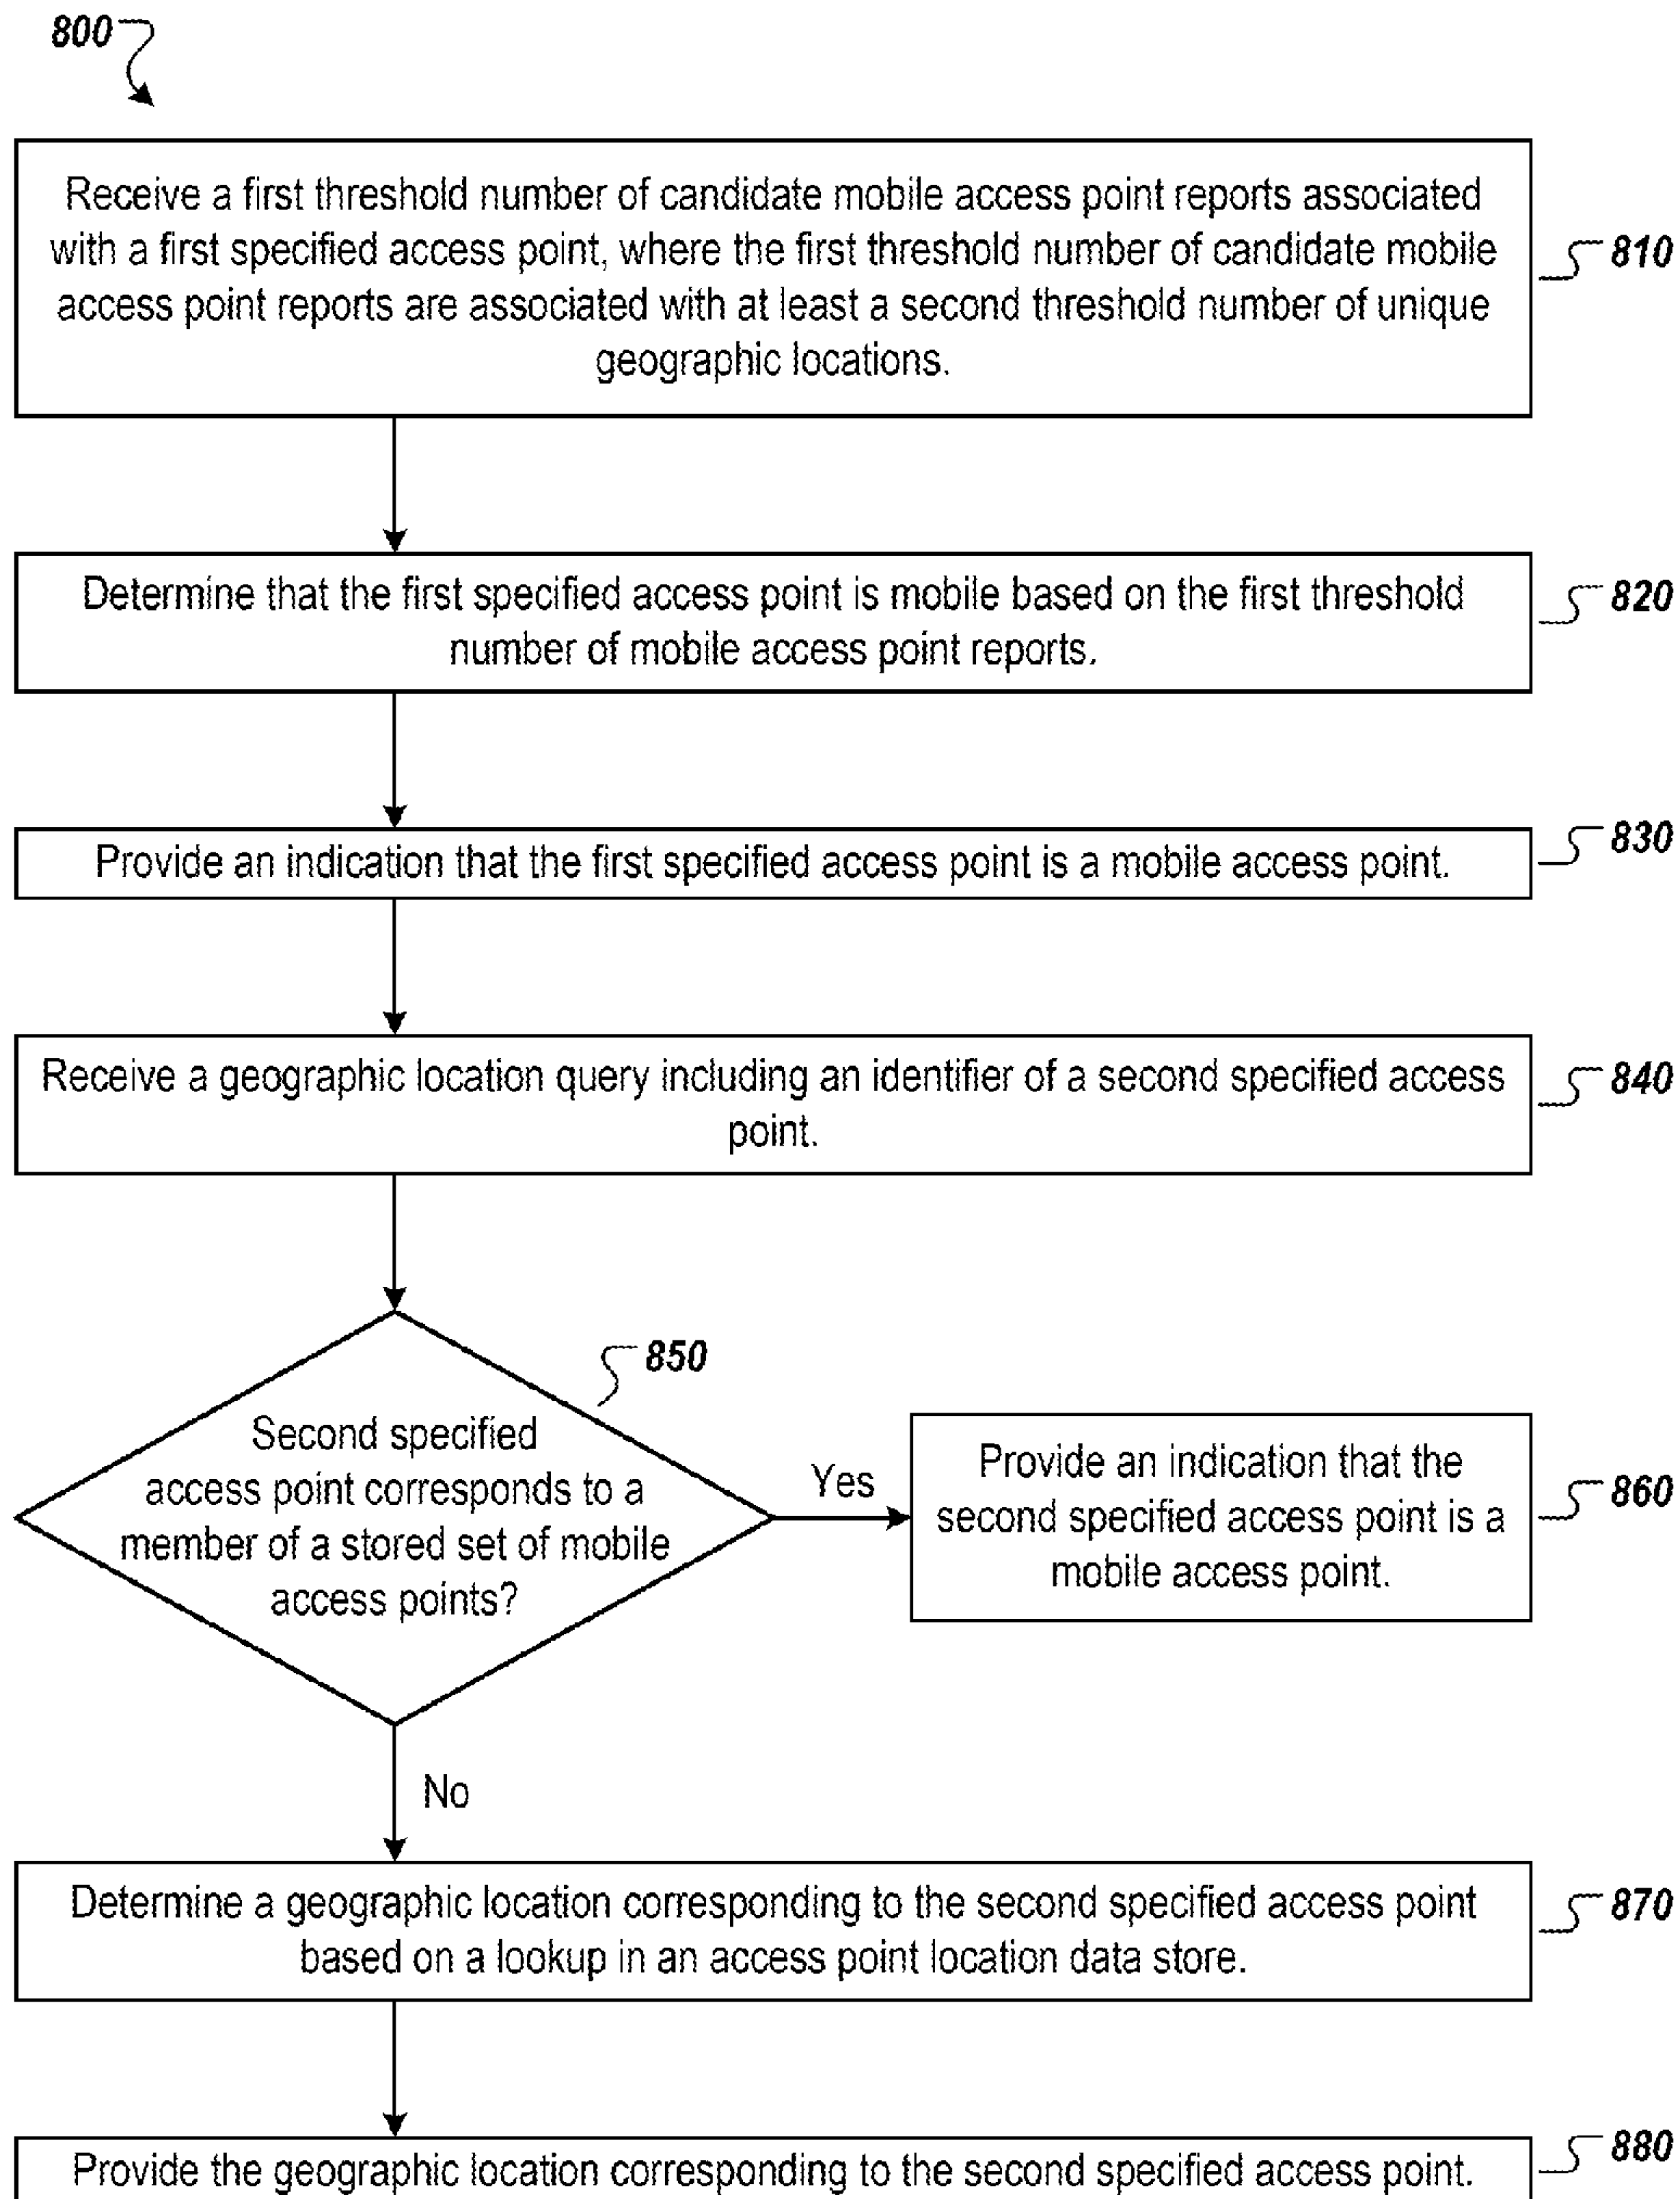 800
Receive a first threshold number of candidate mobile access point reports associated
with a first specified access point, where the first threshold number of candidate mobile
access point reports are associated with at least a second threshold number of unique
geographic locations.
810
Determine that the first specified access point is mobile based on the first threshold
number of mobile access point reports.
820
Provide an indication that the first specified access point is a mobile access point.
830
Receive a geographic location query including an identifier of a second specified access
point.
840
850
Second specified
access point corresponds to a
member of a stored set of mobile
access points?
Yes
Provide an indication that the
second specified access point is a
mobile access point.
860
No
Determine a geographic location corresponding to the second specified access point
based on a lookup in an access point location data store.
870
Provide the geographic location corresponding to the second specified access point.
880